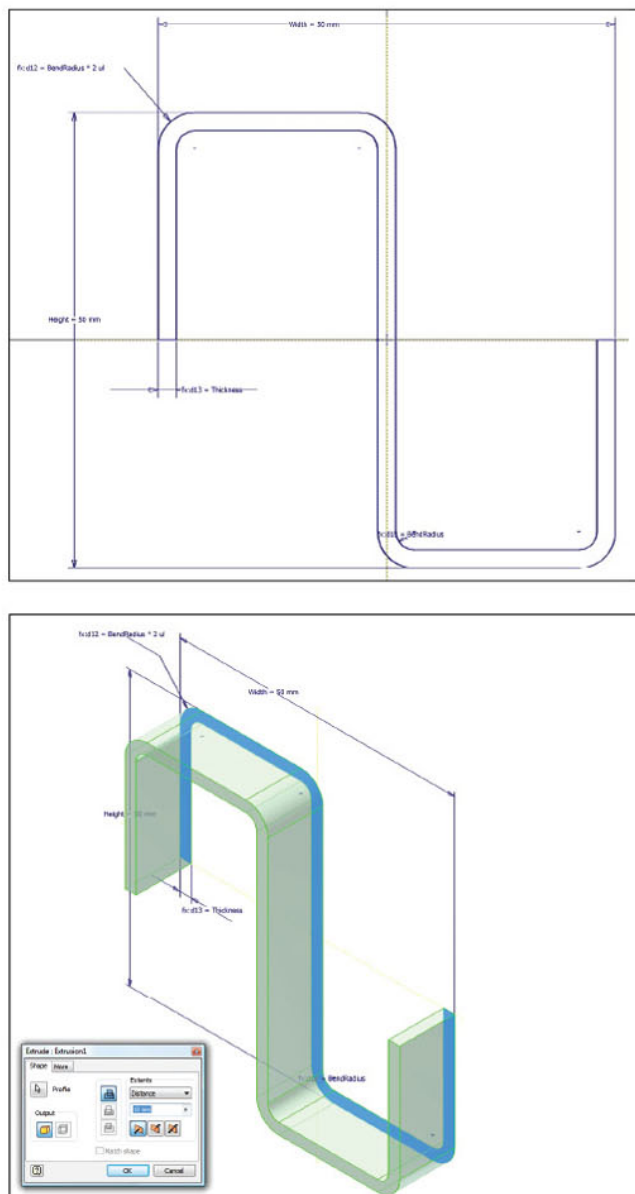 Width = 50 mm
fx:d12 = BendRadius * 2 ul
Height = 50 mm
fx:d13 = Thickness
BendRadius
fx:d12 = BendRadius * 2 ul
Width = 50 mm
Height = 50 mm
fx:d13 = Thickness
= BendRadius
Extrude : Extrusion1
Shape More
Extents
Profile
Distance
Output
Match shape
OK Cancel